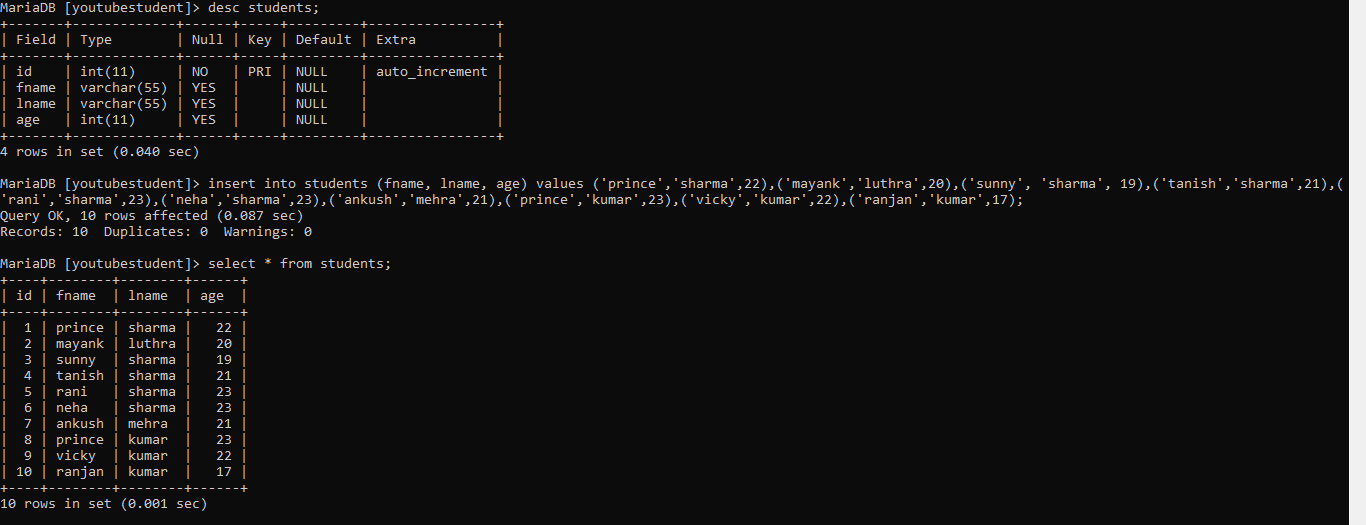 MariaDB [youtubestudent]> desc students;
+-------+-------------+------+-----+---------+----------------+
| Field | Type        | Null | Key | Default | Extra          |
+-------+-------------+------+-----+---------+----------------+
| id    | int(11)     | NO   | PRI | NULL    | auto_increment |
| fname | varchar(55) | YES  |     | NULL    |                |
| lname | varchar(55) | YES  |     | NULL    |                |
| age   | int(11)     | YES  |     | NULL    |                |
+-------+-------------+------+-----+---------+----------------+
4 rows in set (0.040 sec)

MariaDB [youtubestudent]> insert into students (fname, lname, age) values ('prince','sharma',22),('mayank','luthra',20),('sunny', 'sharma', 19),('tanish','sharma',21),(
'rani','sharma',23),('neha','sharma',23),('ankush','mehra',21),('prince','kumar',23),('vicky','kumar',22),('ranjan','kumar',17);
Query OK, 10 rows affected (0.087 sec)
Records: 10  Duplicates: 0  Warnings: 0

MariaDB [youtubestudent]> select * from students;
+----+--------+--------+------+
| id | fname  | lname  | age  |
+----+--------+--------+------+
|  1 | prince | sharma |   22 |
|  2 | mayank | luthra |   20 |
|  3 | sunny  | sharma |   19 |
|  4 | tanish | sharma |   21 |
|  5 | rani   | sharma |   23 |
|  6 | neha   | sharma |   23 |
|  7 | ankush | mehra  |   21 |
|  8 | prince | kumar  |   23 |
|  9 | vicky  | kumar  |   22 |
| 10 | ranjan | kumar  |   17 |
+----+--------+--------+------+
10 rows in set (0.001 sec)